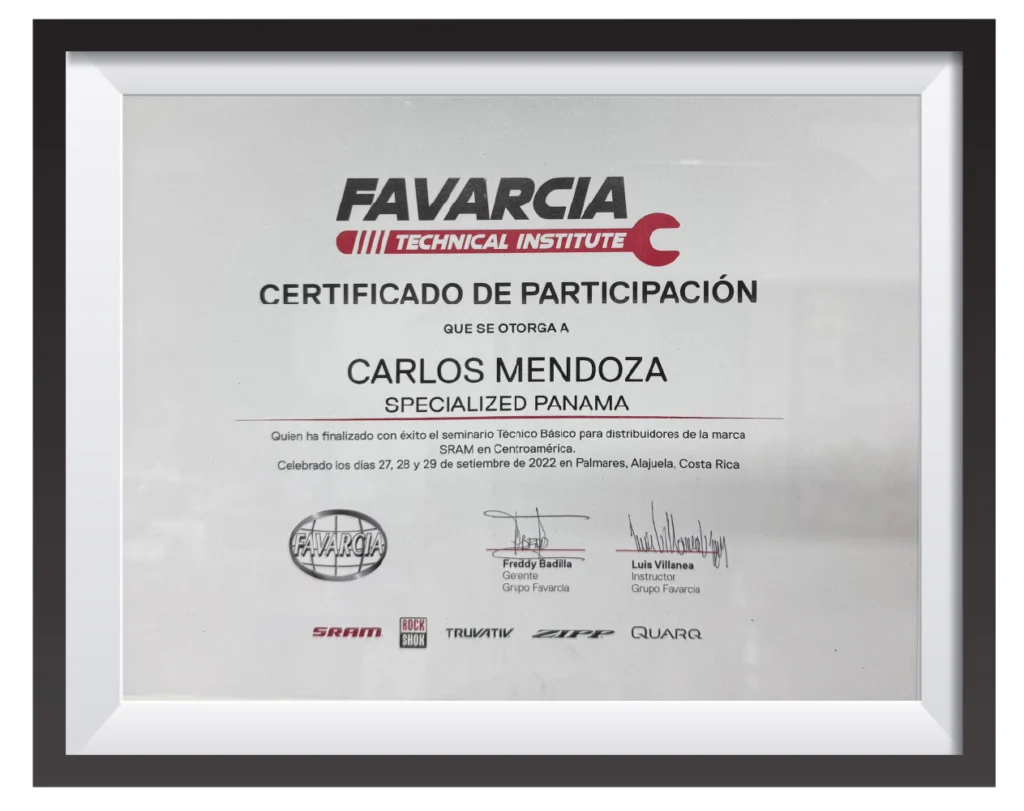 FAVARCIA
TECHNICAL INSTITUTE
CERTIFICADO DE PARTICIPACIÓN
QUE SE OTORGA A
CARLOS MENDOZA
SPECIALIZED PANAMA
Quien ha finalizado con éxito el seminario Técnico Básico para distribuidores de la marca
SRAM en Centroamérica.
Celebrado los días 27, 28 y 29 de setiembre de 2022 en Palmares, Alajuela, Costa Rica
FAVARCIA
Freddy Badilla
Gerente
Grupo Favarcia
Luis Villanea
Instructor
Grupo Favarcia
SRAM
ROCK
SHOX
TRUVATIV
ZIPP
QUARQ